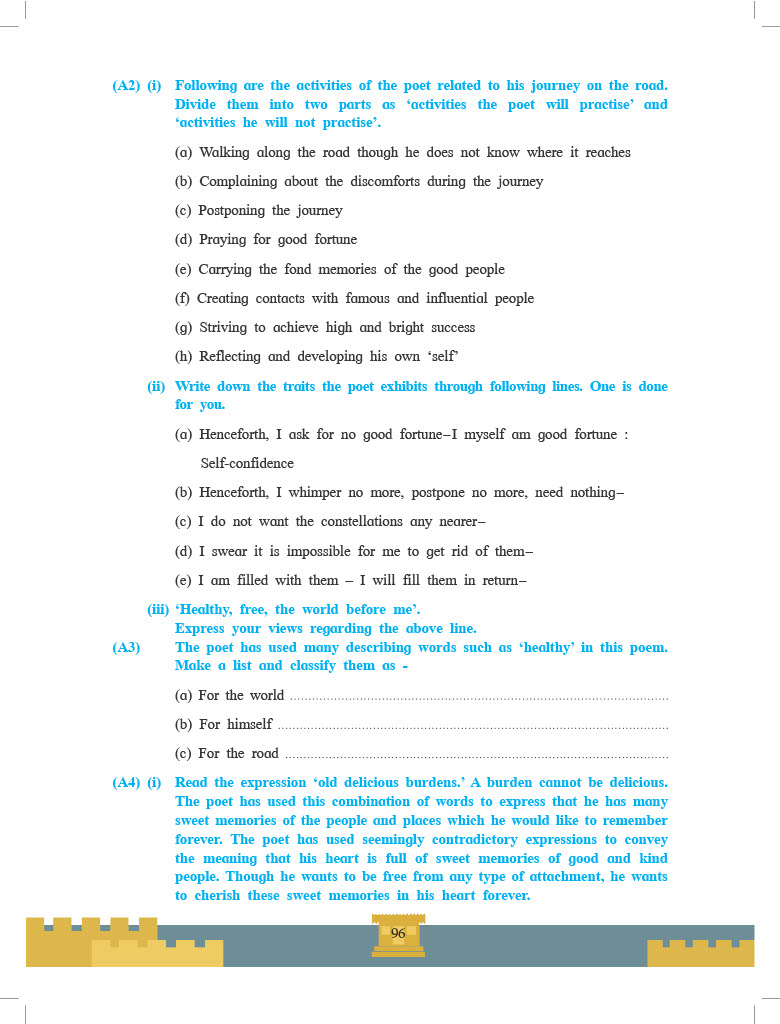 (A2) (i) Following are the activities of the poet related to his journey on the road.
Divide them into two parts as ‘activities the poet will practise’ and
‘activities he will not practise’.
(a) Walking along the road though he does not know where it reaches
(b) Complaining about the discomforts during the journey
(c) Postponing the journey
(d) Praying for good fortune
(e) Carrying the fond memories of the good people
(f) Creating contacts with famous and influential people
(g) Striving to achieve high and bright success
(h) Reflecting and developing his own ‘self’
(ii) Write down the traits the poet exhibits through following lines. One is done
for you.
(a) Henceforth, I ask for no good fortune–I myself am good fortune :
Self-confidence
(b) Henceforth, I whimper no more, postpone no more, need nothing–
(c) I do not want the constellations any nearer–
(d) I swear it is impossible for me to get rid of them–
(e) I am filled with them – I will fill them in return–
(iii) ‘Healthy, free, the world before me’.
Express your views regarding the above line.
(A3) The poet has used many describing words such as ‘healthy’ in this poem.
Make a list and classify them as -
(a) For the world ........................................................................................................
(b) For himself ...........................................................................................................
(c) For the road .........................................................................................................
(A4) (i) Read the expression ‘old delicious burdens.’ A burden cannot be delicious.
The poet has used this combination of words to express that he has many
sweet memories of the people and places which he would like to remember
forever. The poet has used seemingly contradictory expressions to convey
the meaning that his heart is full of sweet memories of good and kind
people. Though he wants to be free from any type of attachment, he wants
to cherish these sweet memories in his heart forever.
96